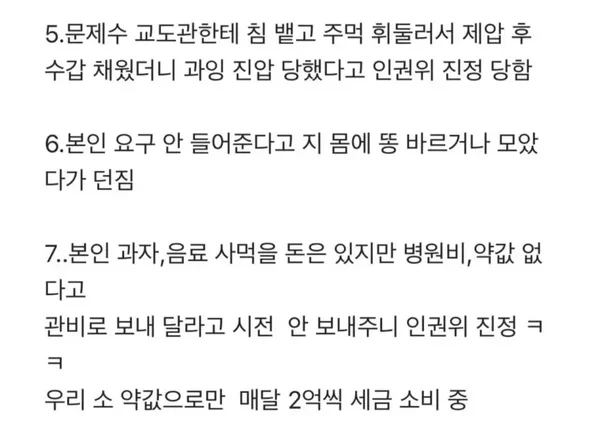 5.문제수 교도관한테 침 뱉고 주먹 휘둘러서 제압 후
수갑 채웠더니 과잉 진압 당했다고 인권위 진정 당함
6.본인 요구 안 들어준다고 지 몸에 똥 바르거나 모았
다가 던짐
7..본인 과자,음료 사먹을 돈은 있지만 병원비,약값 없
다고
관비로 보내 달라고 시전 안 보내주니 인권위 진정 ㅋ
ㅋ
우리 소 약값으로만 매달 2억씩 세금 소비 중